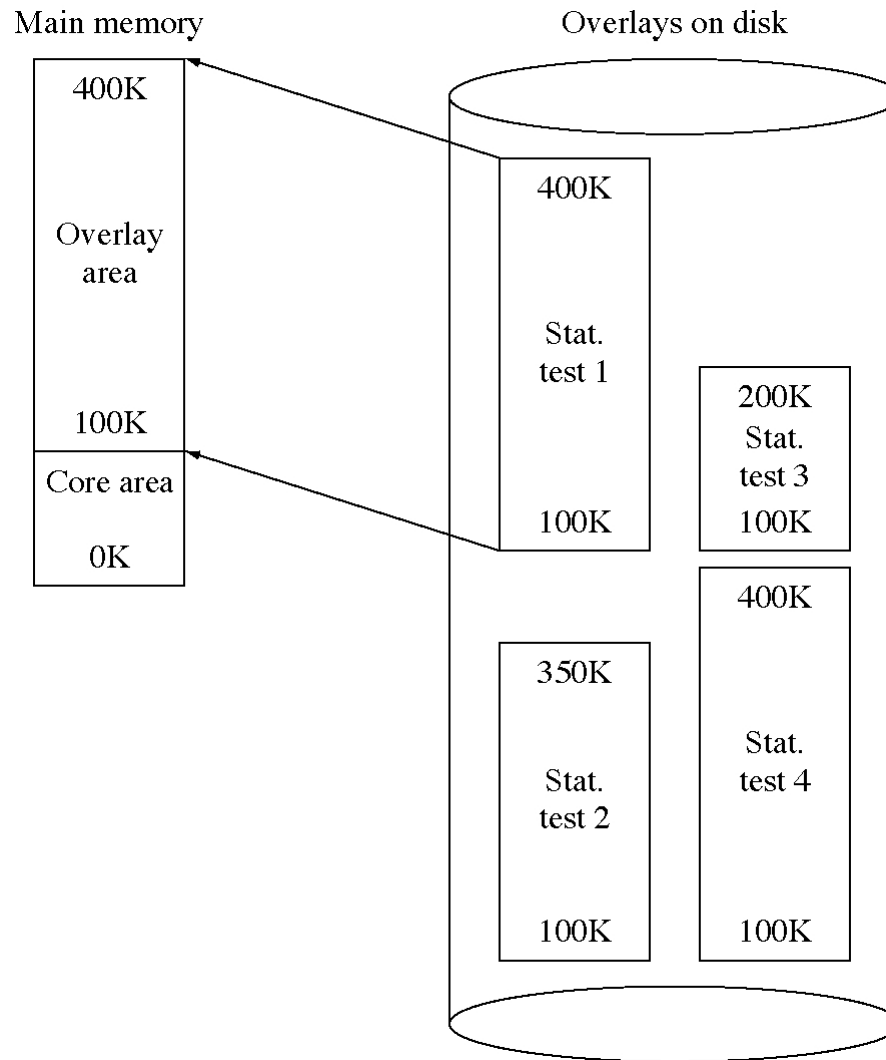 Main memory
Overlays on disk
400K
Overlay
area
100K
Core area
0K
400K
Stat.
test 1
100K
200K
Stat.
test 3
100K
350K
Stat.
test 2
100K
400K
Stat.
test 4
100K